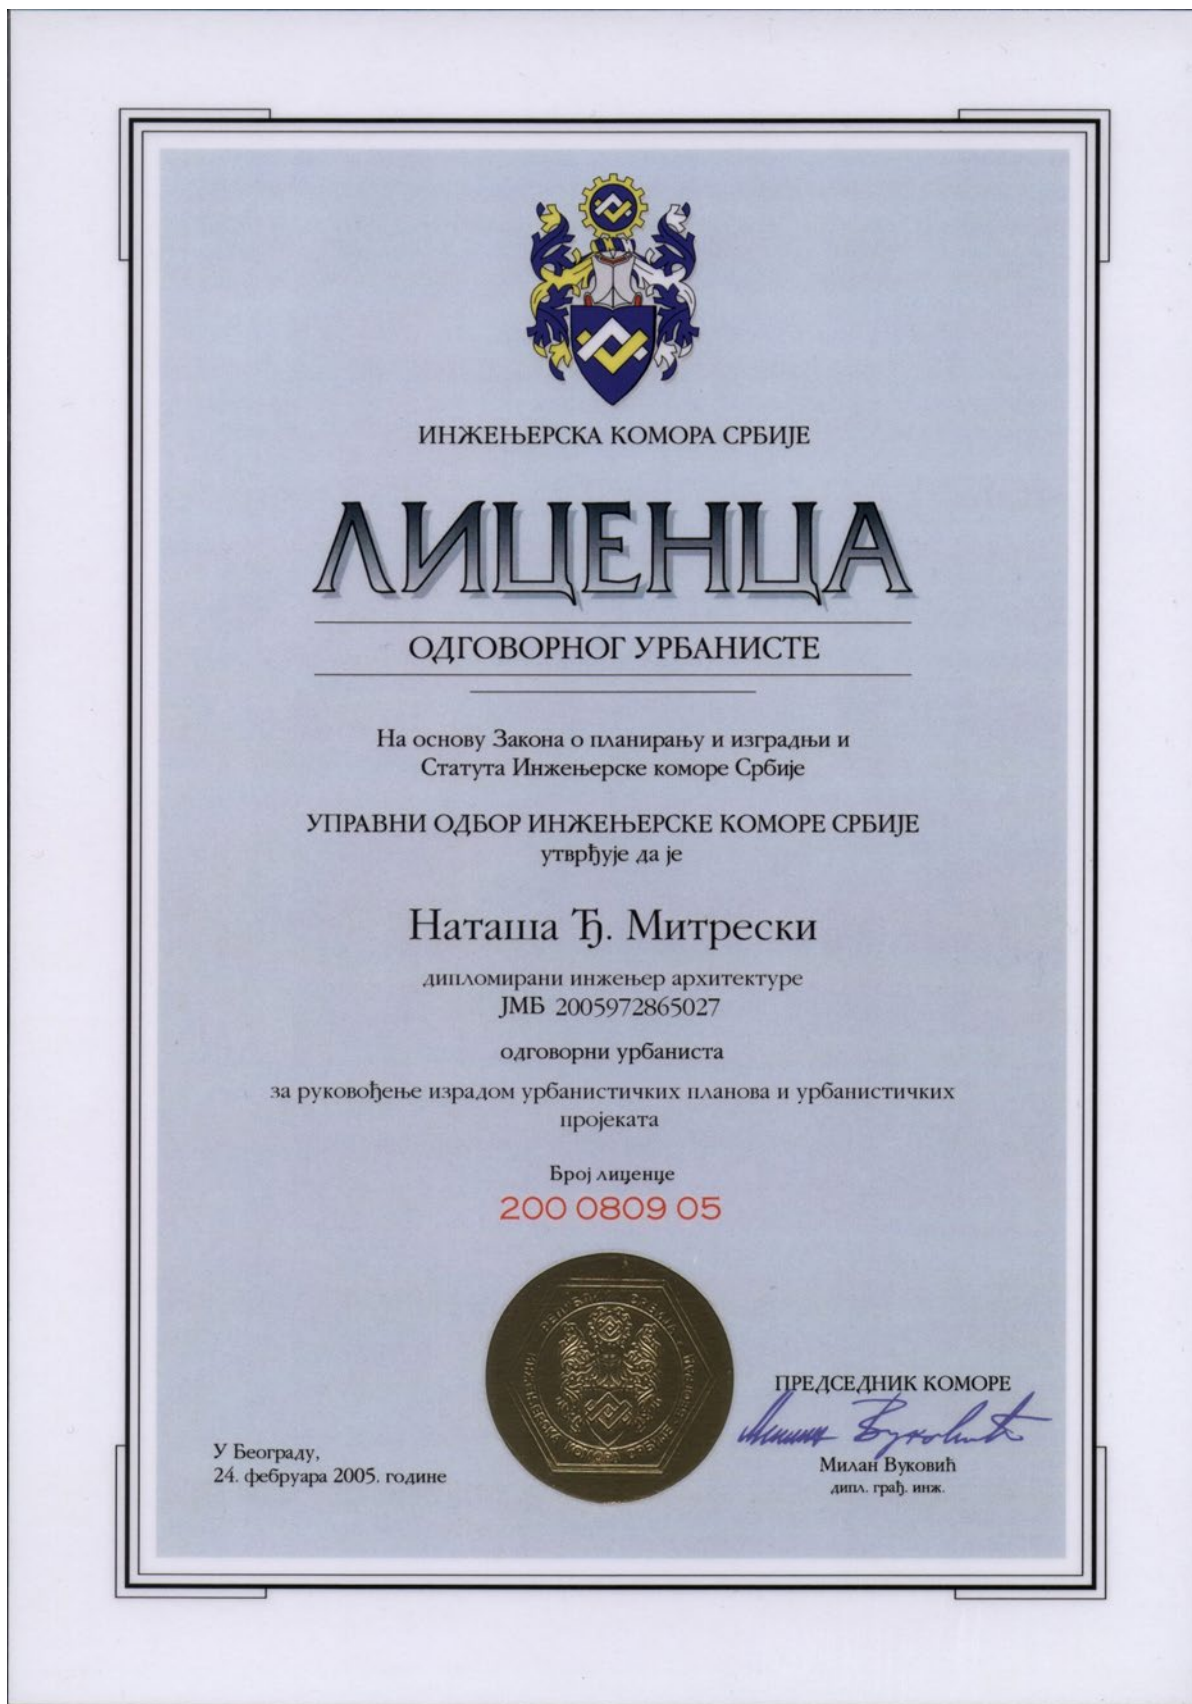 ИНЖЕЊЕРСКА КОМОРА СРБИЈЕ
ЛИЦЕНЦА
ОДГОВОРНОГ УРБАНИСТЕ
На основу Закона о планирању и изградњи и
Статута Инжењерске коморе Србије
УПРАВНИ ОДБОР ИНЖЕЊЕРСКЕ КОМОРЕ СРБИЈЕ
утврђује да је
Наташа Ђ. Митрески
дипломирани инжењер архитектуре
ЈМБ 2005972865027
одговорни урбаниста
за руковођење израдом урбанистичких планова и урбанистичких
пројеката
Број лиценце
200 0809 05
ПРЕДСЕДНИК КОМОРЕ
Милан Вуковић
Милан Вуковић
дипл. грађ. инж.
У Београду,
24. фебруара 2005. године